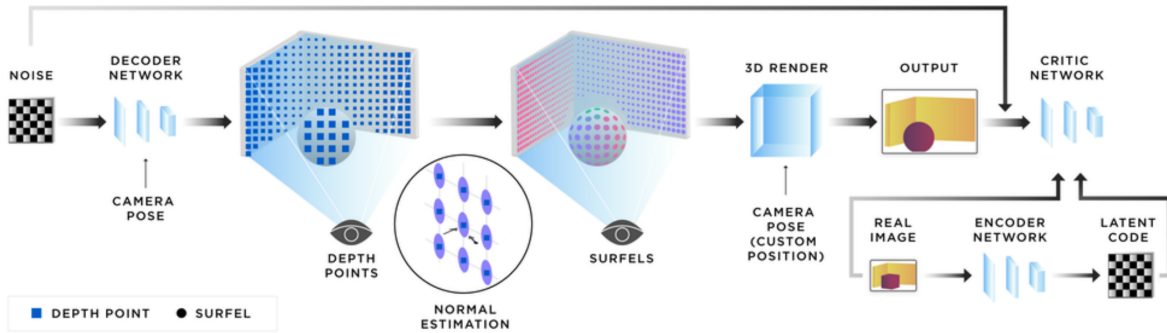 NOISE
DECODER
NETWORK
CAMERA
POSE
DEPTH
POINTS
NORMAL
ESTIMATION
SURFELS
3D RENDER
CAMERA
POSE
(CUSTOM
POSITION)
OUTPUT
CRITIC
NETWORK
REAL
IMAGE
ENCODER
NETWORK
LATENT
CODE
DEPTH POINT
SURFEL